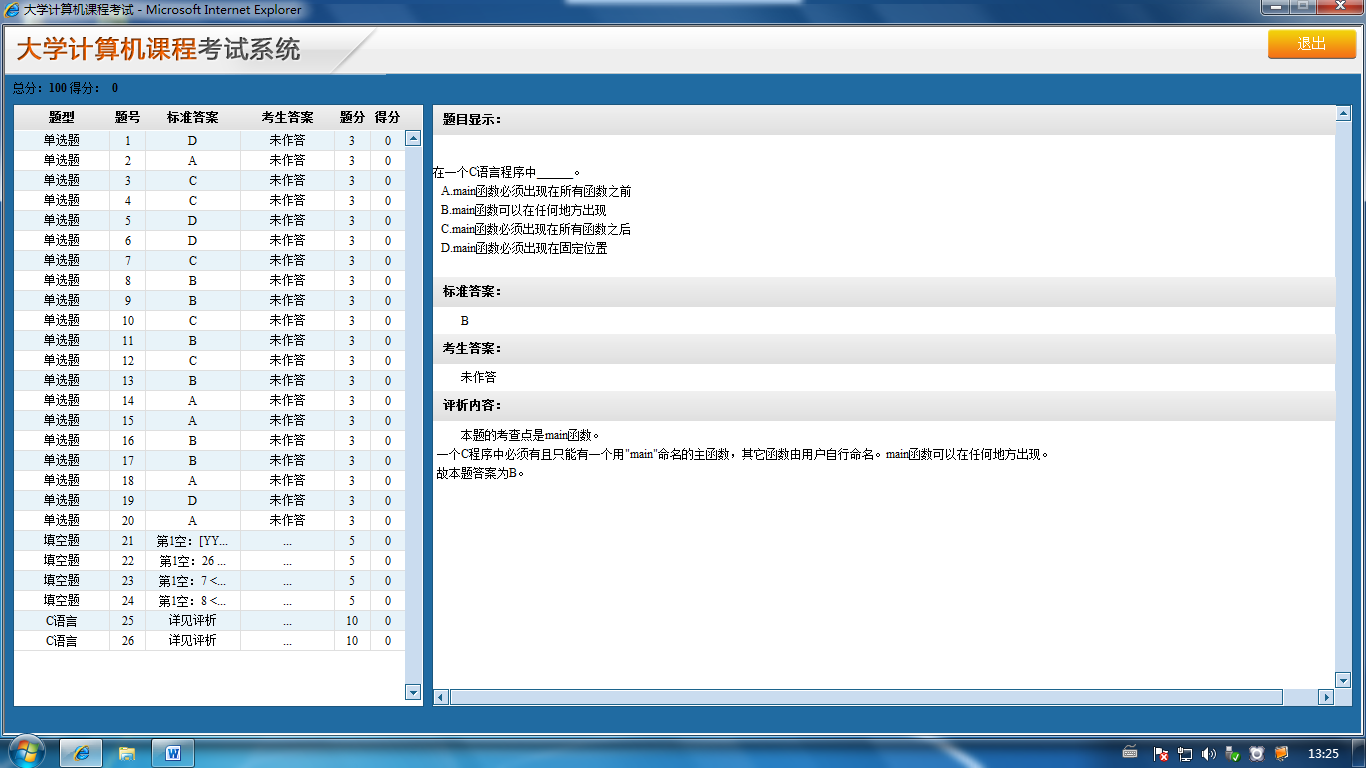 大学计算机课程考试 - Microsoft Internet Explorer
大学计算机课程考试系统
退出
总分：100 得分： 0
题型 题号 标准答案 考生答案 题分 得分
单选题 1 D 未作答 3 0
单选题 2 A 未作答 3 0
单选题 3 C 未作答 3 0
单选题 4 C 未作答 3 0
单选题 5 D 未作答 3 0
单选题 6 D 未作答 3 0
单选题 7 C 未作答 3 0
单选题 8 B 未作答 3 0
单选题 9 B 未作答 3 0
单选题 10 C 未作答 3 0
单选题 11 B 未作答 3 0
单选题 12 C 未作答 3 0
单选题 13 B 未作答 3 0
单选题 14 A 未作答 3 0
单选题 15 A 未作答 3 0
单选题 16 B 未作答 3 0
单选题 17 B 未作答 3 0
单选题 18 A 未作答 3 0
单选题 19 D 未作答 3 0
单选题 20 A 未作答 3 0
填空题 21 第1空：[YY... ... 5 0
填空题 22 第1空：26 ... ... 5 0
填空题 23 第1空：7 <... ... 5 0
填空题 24 第1空：8 <... ... 5 0
C语言 25 详见评析 ... 10 0
C语言 26 详见评析 ... 10 0
题目显示：
在一个C语言程序中______。
A.main函数必须出现在所有函数之前
B.main函数可以在任何地方出现
C.main函数必须出现在所有函数之后
D.main函数必须出现在固定位置
标准答案：
B
考生答案：
未作答
评析内容：
本题的考查点是main函数。
一个C程序中必须有且只能有一个用"main"命名的主函数，其它函数由用户自行命名。main函数可以在任何地方出现。
故本题答案为B。
13:25